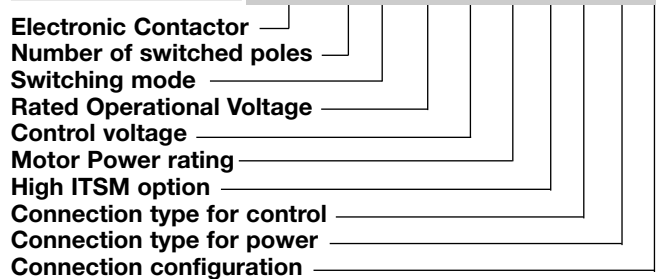 Electronic Contactor
Number of switched poles
Switching mode
Rated Operational Voltage
Control voltage
Motor Power rating
High ITSM option
Connection type for control
Connection type for power
Connection configuration